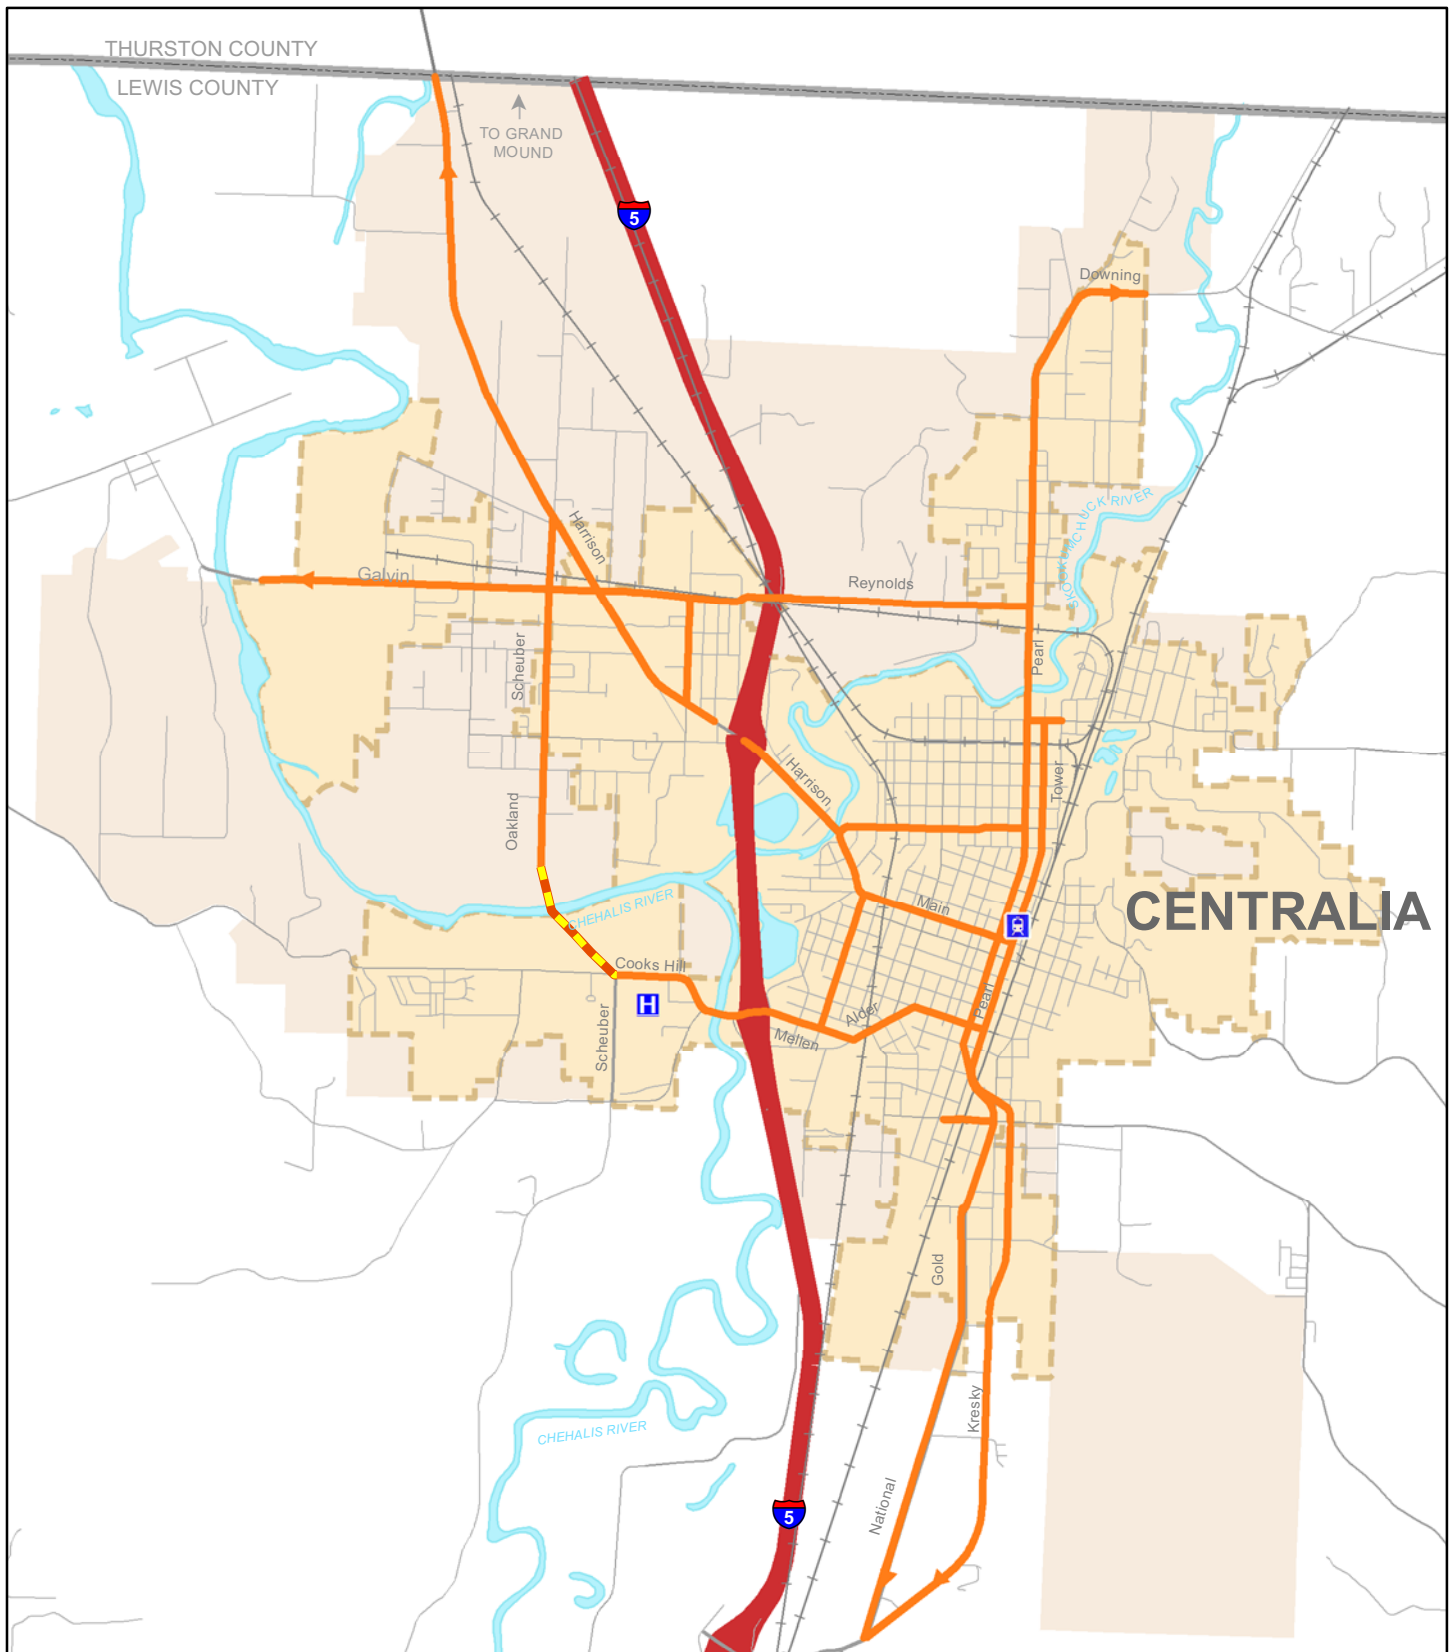 THURSTON COUNTY
LEWIS COUNTY
TO GRAND
MOUND
5
Downing
SKOOKUMCHUCK RIVER
Harrison
Galvin
Reynolds
Scheuber
Pearl
Harrison
Tower
Oakland
CHEHALIS RIVER
Main
CENTRALIA
Cooks Hill
H
Scheuber
Mellen
Alder
Pearl
Gold
Kresky
CHEHALIS RIVER
National
5